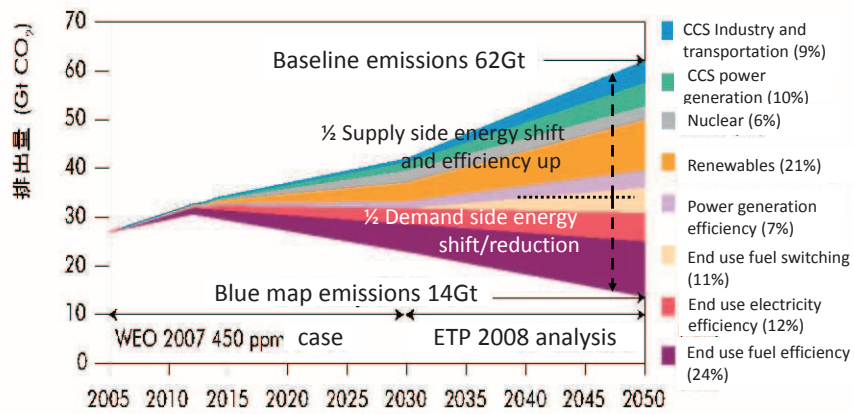 排出量 (Gt CO₂)
70
60
50
40
30
20
10
0
Baseline emissions 62Gt
½ Supply side energy shift
and efficiency up
½ Demand side energy
shift/reduction
Blue map emissions 14Gt
WEO 2007 450 ppm case
ETP 2008 analysis
2005 2010 2015 2020 2025 2030 2035 2040 2045 2050
CCS Industry and
transportation (9%)
CCS power
generation (10%)
Nuclear (6%)
Renewables (21%)
Power generation
efficiency (7%)
End use fuel switching
(11%)
End use electricity
efficiency (12%)
End use fuel efficiency
(24%)